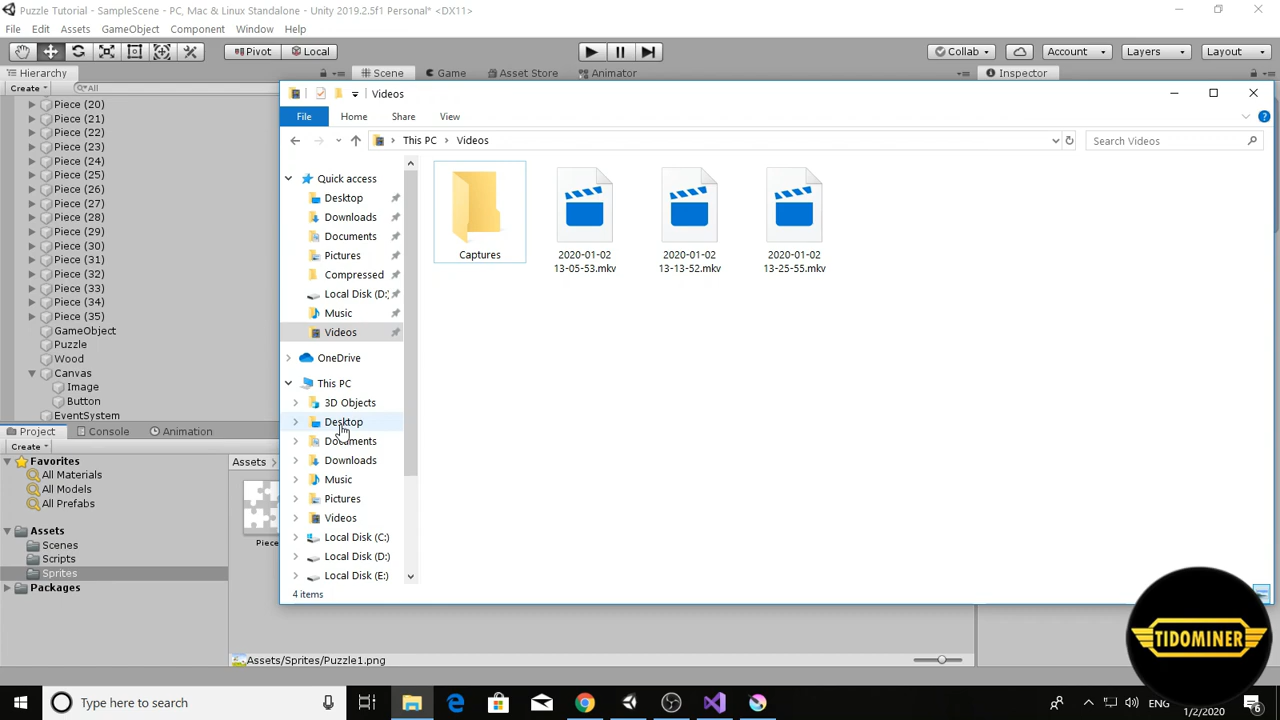 Puzzle Tutorial - SampleScene - PC, Mac & Linux Standalone - Unity 2019.2.5f1 Personal* <DX11>
File Edit Assets GameObject Component Window Help
Pivot Local Collab Account Layers Layout
Hierarchy Scene Game Asset Store Animator Inspector
Create All
Videos
File Home Share View
This PC Videos Search Videos
Piece (20)
Piece (21)
Piece (22)
Piece (23)
Piece (24)
Piece (25)
Piece (26)
Piece (27)
Piece (28)
Piece (29)
Piece (30)
Piece (31)
Piece (32)
Piece (33)
Piece (34)
Piece (35)
GameObject
Puzzle
Wood
Canvas
Image
Button
EventSystem
Quick access
Desktop
Downloads
Documents
Pictures
Compressed
Local Disk (D:)
Music
Videos
OneDrive
This PC
3D Objects
Desktop
Documents
Downloads
Music
Pictures
Videos
Local Disk (C:)
Local Disk (D:)
Local Disk (E:)
4 items
Captures
2020-01-02
13-05-53.mkv
2020-01-02
13-13-52.mkv
2020-01-02
13-25-55.mkv
Project Console Animation
Create
Favorites
All Materials
All Models
All Prefabs
Assets
Scenes
Scripts
Sprites
Packages
Assets
Piece
Assets/Sprites/Puzzle1.png
TIDOMINER
Type here to search
ENG
1/2/2020
6